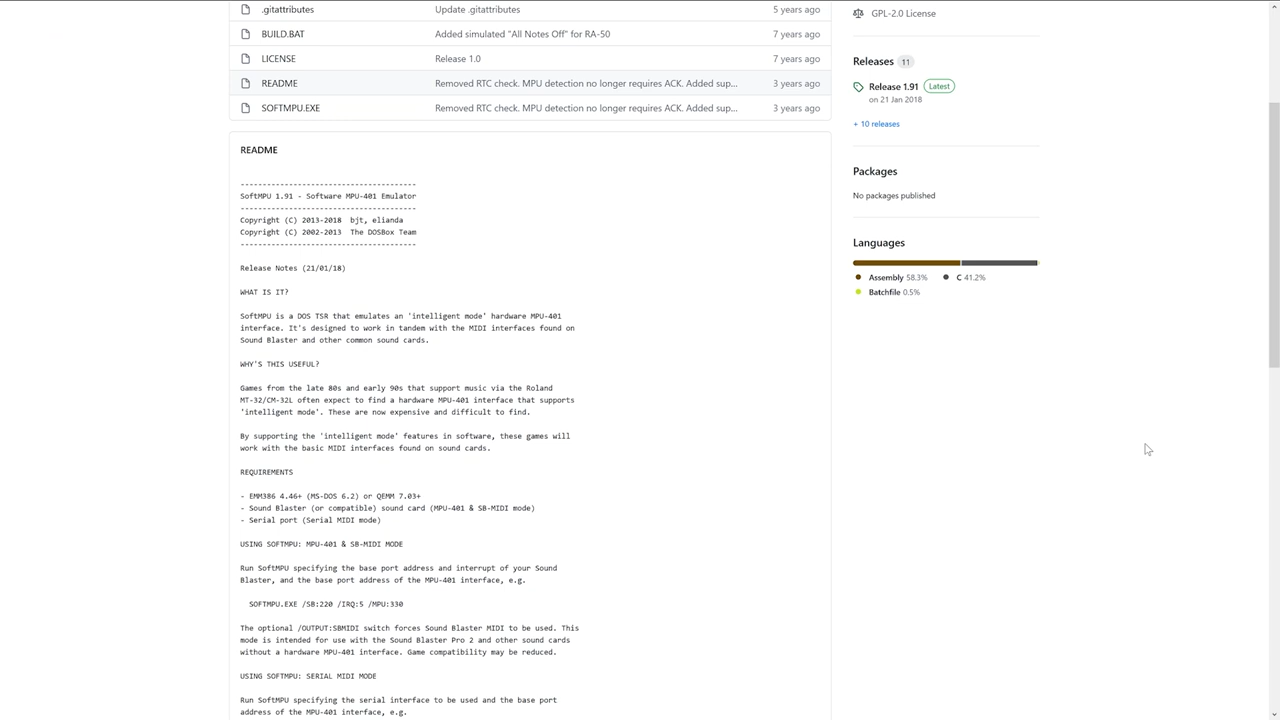 .gitattributes Update .gitattributes 5 years ago
BUILD.BAT Added simulated "All Notes Off" for RA-50 7 years ago
LICENSE Release 1.0 7 years ago
README Removed RTC check. MPU detection no longer requires ACK. Added sup... 3 years ago
SOFTMPU.EXE Removed RTC check. MPU detection no longer requires ACK. Added sup... 3 years ago
README
----------------------------------------
SoftMPU 1.91 - Software MPU-401 Emulator
----------------------------------------
Copyright (C) 2013-2018  bjt, elianda
Copyright (C) 2002-2013  The DOSBox Team
----------------------------------------
Release Notes (21/01/18)
WHAT IS IT?
SoftMPU is a DOS TSR that emulates an 'intelligent mode' hardware MPU-401
interface. It's designed to work in tandem with the MIDI interfaces found on
Sound Blaster and other common sound cards.
WHY'S THIS USEFUL?
Games from the late 80s and early 90s that support music via the Roland
MT-32/CM-32L often expect to find a hardware MPU-401 interface that supports
'intelligent mode'. These are now expensive and difficult to find.
By supporting the 'intelligent mode' features in software, these games will
work with the basic MIDI interfaces found on sound cards.
REQUIREMENTS
- EMM386 4.46+ (MS-DOS 6.2) or QEMM 7.03+
- Sound Blaster (or compatible) sound card (MPU-401 & SB-MIDI mode)
- Serial port (Serial MIDI mode)
USING SOFTMPU: MPU-401 & SB-MIDI MODE
Run SoftMPU specifying the base port address and interrupt of your Sound
Blaster, and the base port address of the MPU-401 interface, e.g.
SOFTMPU.EXE /SB:220 /IRQ:5 /MPU:330
The optional /OUTPUT:SBMIDI switch forces Sound Blaster MIDI to be used. This
mode is intended for use with the Sound Blaster Pro 2 and other sound cards
without a hardware MPU-401 interface. Game compatibility may be reduced.
USING SOFTMPU: SERIAL MIDI MODE
Run SoftMPU specifying the serial interface to be used and the base port
address of the MPU-401 interface, e.g.
GPL-2.0 License
Releases 11
Release 1.91 Latest
on 21 Jan 2018
+ 10 releases
Packages
No packages published
Languages
Assembly 58.3% C 41.2%
Batchfile 0.5%